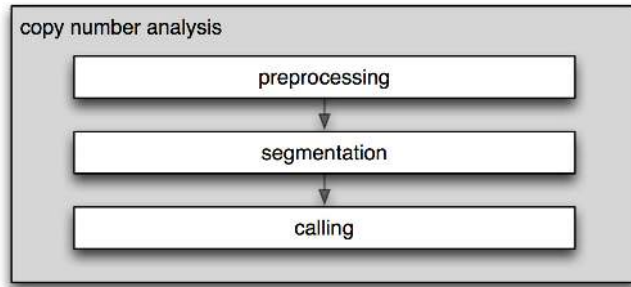 copy number analysis
preprocessing
segmentation
calling